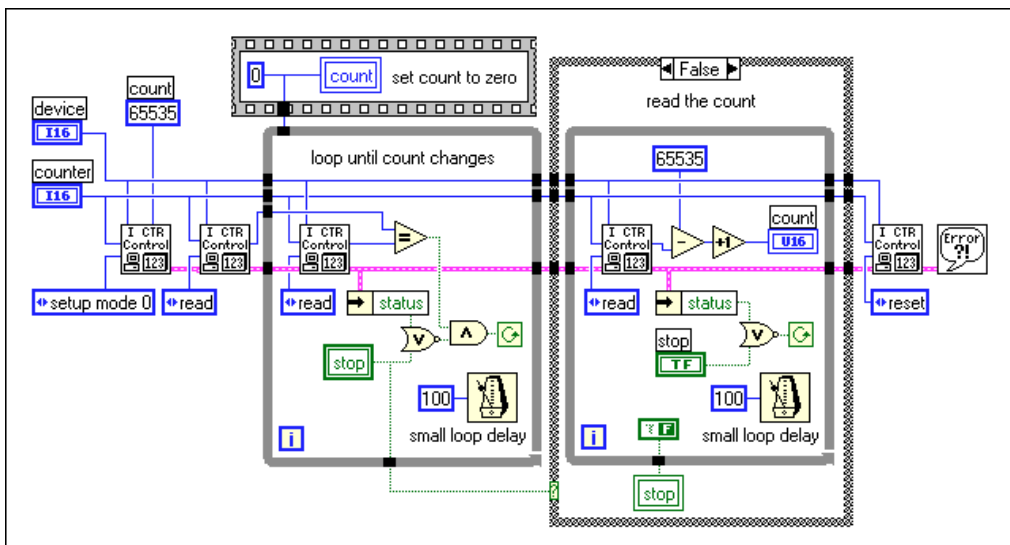 False
0
count
set count to zero
read the count
count
65535
device
I16
counter
I16
loop until count changes
65535
count
U16
I CTR
Control
123
I CTR
Control
123
I CTR
Control
123
=
I CTR
Control
123
-
+1
I CTR
Control
123
Error
?!
setup mode 0
read
read
read
reset
status
status
stop
TF
stop
V
∧
V
100
100
small loop delay
small loop delay
i
i
F
stop
?